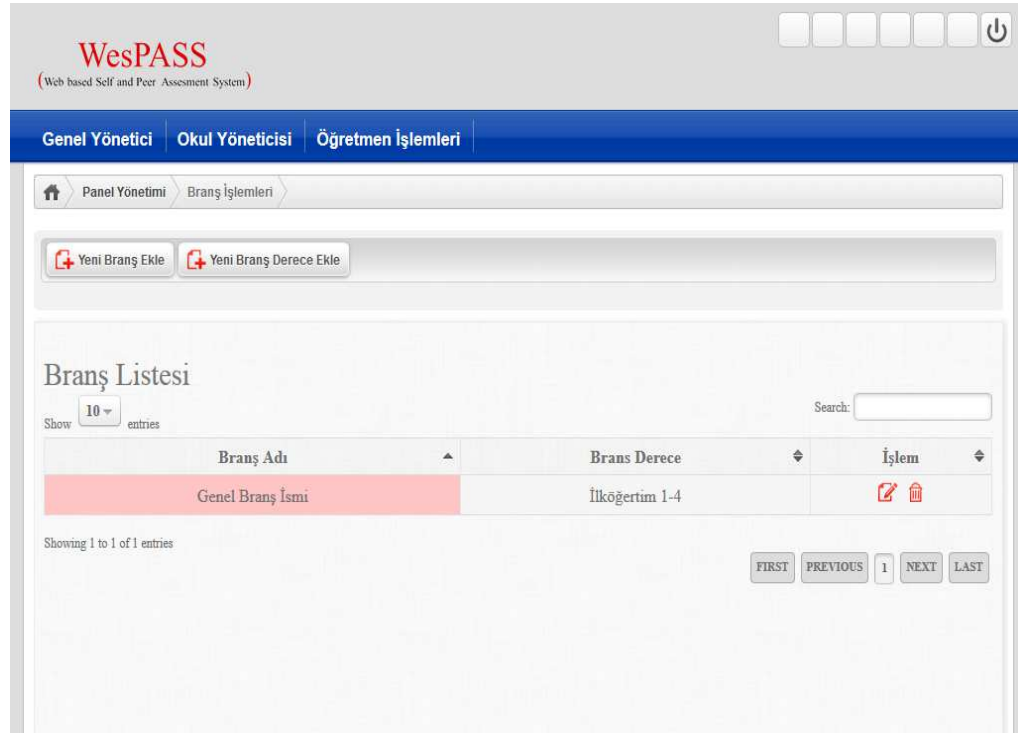 WesPASS
(Web based Self and Peer Assesment System)
Genel Yönetici Okul Yöneticisi Öğretmen İşlemleri
Panel Yönetimi Branş İşlemleri
Yeni Branş Ekle Yeni Branş Derece Ekle
Branş Listesi
Show 10 entries Search:
Branş Adı Brans Derece İşlem
Genel Branş İsmi İlköğertim 1-4
Showing 1 to 1 of 1 entries
FIRST PREVIOUS 1 NEXT LAST